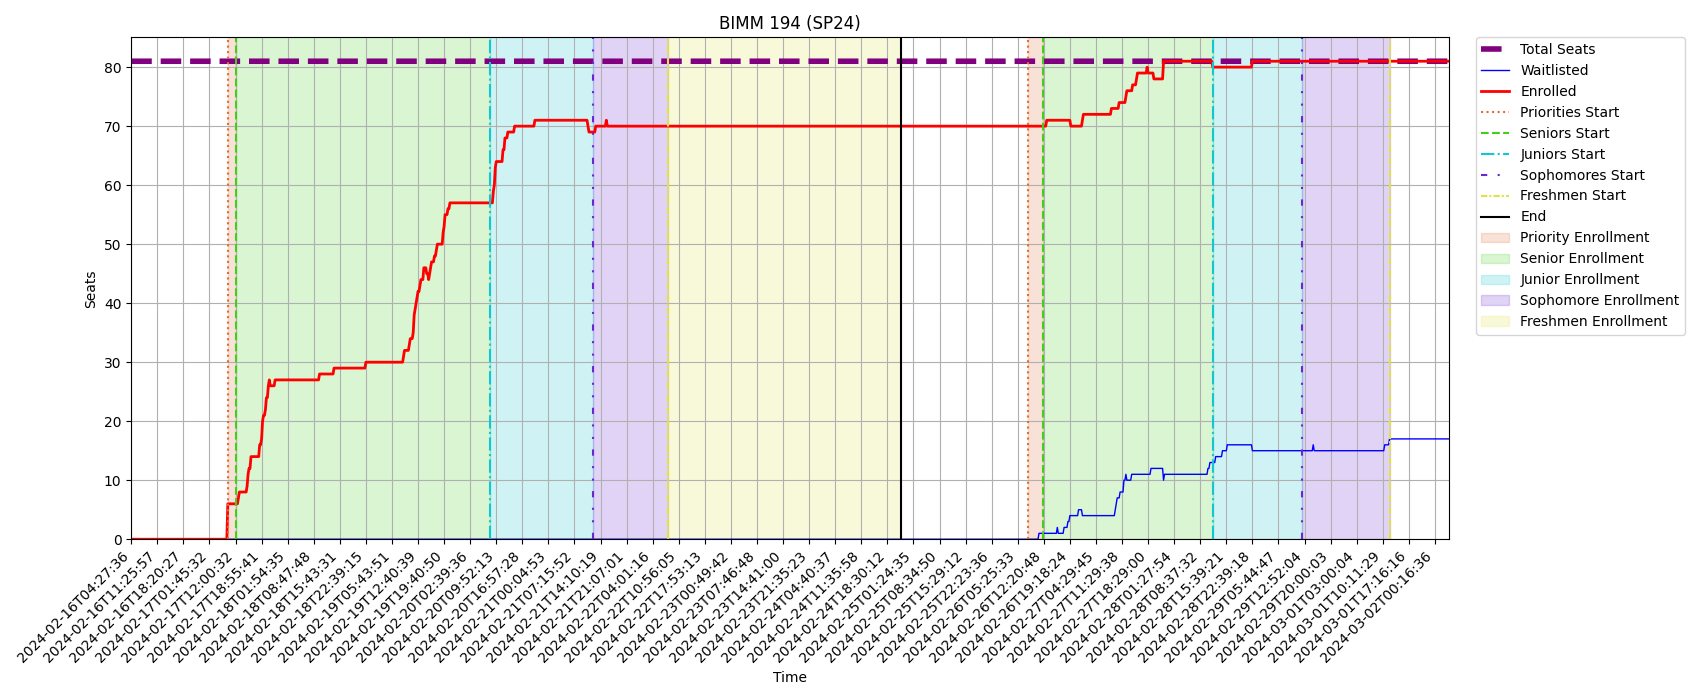 BIMM 194 (SP24)
Total Seats
Waitlisted
Enrolled
Priorities Start
Seniors Start
Juniors Start
Sophomores Start
Freshmen Start
End
Priority Enrollment
Senior Enrollment
Junior Enrollment
Sophomore Enrollment
Freshmen Enrollment
Seats
80
70
60
50
40
30
20
10
0
2024-02-16T04:27:36
2024-02-16T11:25:57
2024-02-16T18:20:27
2024-02-17T01:45:32
2024-02-17T12:00:32
2024-02-17T18:55:41
2024-02-18T01:54:35
2024-02-18T08:47:48
2024-02-18T15:43:31
2024-02-18T22:39:15
2024-02-19T05:43:51
2024-02-19T12:40:39
2024-02-19T19:40:50
2024-02-20T02:39:36
2024-02-20T09:52:13
2024-02-20T16:57:28
2024-02-21T00:04:53
2024-02-21T07:15:52
2024-02-21T14:10:19
2024-02-21T21:07:01
2024-02-22T04:01:16
2024-02-22T10:56:05
2024-02-22T17:53:13
2024-02-23T00:49:42
2024-02-23T07:46:48
2024-02-23T14:41:00
2024-02-23T21:35:23
2024-02-24T04:40:37
2024-02-24T11:35:58
2024-02-24T18:30:12
2024-02-25T01:24:35
2024-02-25T08:34:50
2024-02-25T15:29:12
2024-02-25T22:23:36
2024-02-26T05:25:33
2024-02-26T12:20:48
2024-02-26T19:18:24
2024-02-27T04:29:45
2024-02-27T11:29:38
2024-02-27T18:29:00
2024-02-28T01:27:54
2024-02-28T08:37:32
2024-02-28T15:39:21
2024-02-28T22:39:18
2024-02-29T05:44:47
2024-02-29T12:52:04
2024-02-29T20:00:03
2024-03-01T03:00:04
2024-03-01T10:11:29
2024-03-01T17:16:16
2024-03-02T00:16:36
Time